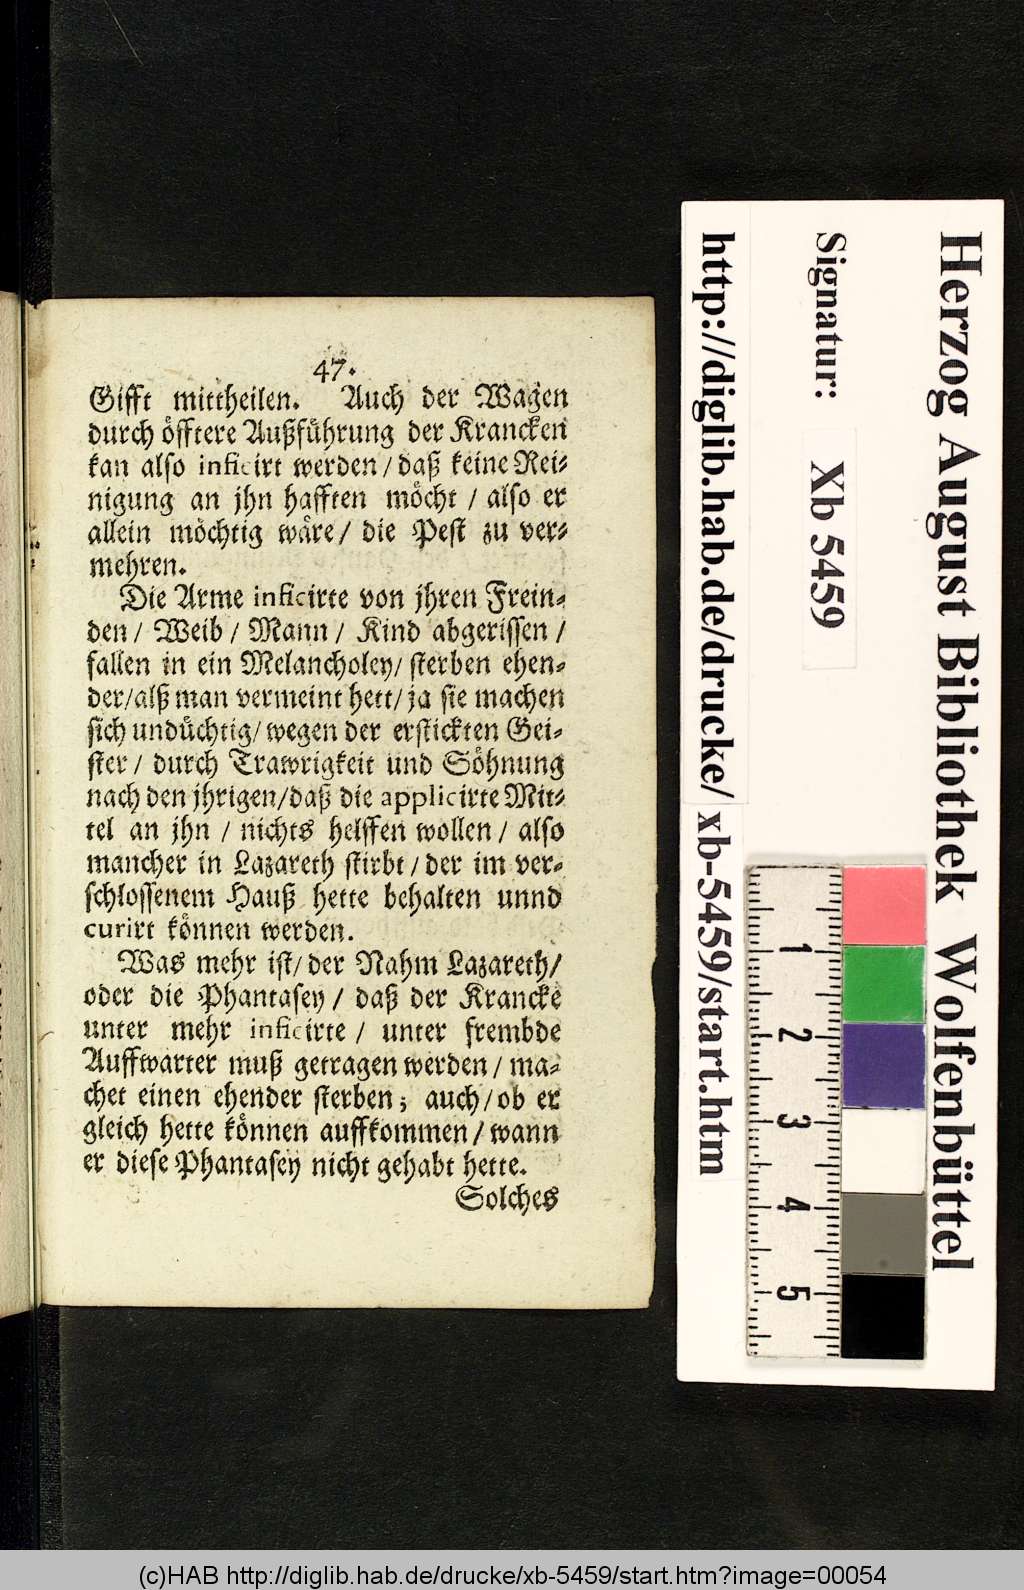 47.
Gifft mittheilen. Auch der Wagen
durch öfftere Außführung der Krancken
kan also inficirt werden / daß keine Rei-
nigung an jhn hafften möcht / also er
allein möchtig wäre / die Pest zu ver-
mehren.
Die Arme inficirte von jhren Frein-
den / Weib / Mann / Kind abgerissen /
fallen in ein Melancholey / sterben ehen-
der / alß man vermeint hett / ja sie machen
sich undüchtig / wegen der erstickten Gei-
ster / durch Trawrigkeit und Söhnung
nach den jhrigen / daß die applicirte Mit-
tel an jhn / nichts helffen wollen / also
mancher in Lazareth stirbt / der im ver-
schlossenem Hauß hette behalten unnd
curirt können werden.
Was mehr ist / der Nahm Lazareth /
oder die Phantasey / daß der Krancke
unter mehr inficirte / unter frembde
Auffwarter muß getragen werden / ma-
chet einen ehender sterben; auch / ob er
gleich hette können auffkommen / wann
er diese Phantasey nicht gehabt hette.
Solches
Herzog August Bibliothek Wolfenbüttel
Signatur: Xb 5459
http://diglib.hab.de/drucke/ xb-5459/start.htm
1
2
3
4
5
(c)HAB http://diglib.hab.de/drucke/xb-5459/start.htm?image=00054